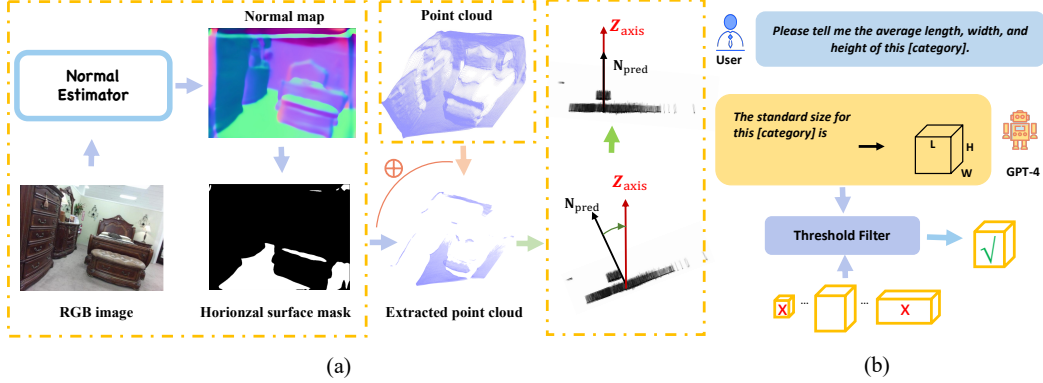 Normal map
Normal
Estimator
RGB image
Horionzal surface mask
Point cloud
Extracted point cloud
Z_axis
N_pred
Z_axis
N_pred
(a)
User
Please tell me the average length, width, and
height of this [category].
The standard size for
this [category] is
L
H
W
GPT-4
Threshold Filter
√
X
...
...
X
(b)